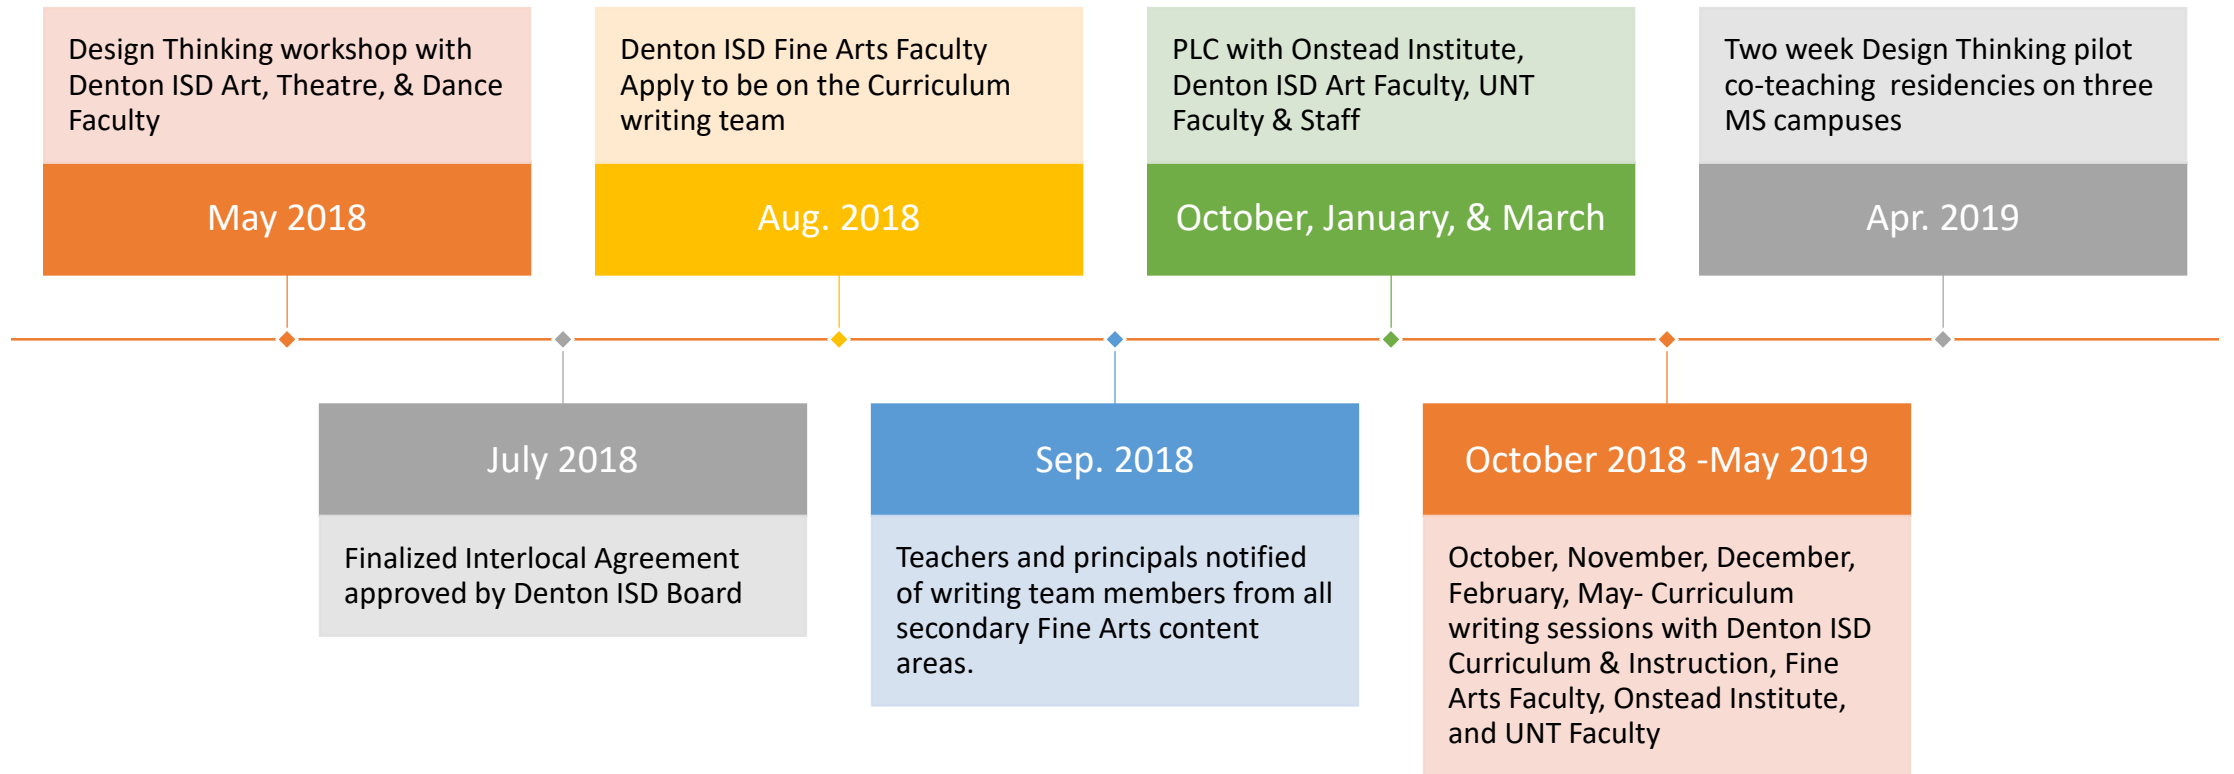 Design Thinking workshop with
Denton ISD Art, Theatre, & Dance
Faculty
May 2018
July 2018
Finalized Interlocal Agreement
approved by Denton ISD Board
Denton ISD Fine Arts Faculty
Apply to be on the Curriculum
writing team
Aug. 2018
Sep. 2018
Teachers and principals notified
of writing team members from all
secondary Fine Arts content
areas.
PLC with Onstead Institute,
Denton ISD Art Faculty, UNT
Faculty & Staff
October, January, & March
October 2018 -May 2019
October, November, December,
February, May- Curriculum
writing sessions with Denton ISD
Curriculum & Instruction, Fine
Arts Faculty, Onstead Institute,
and UNT Faculty
Two week Design Thinking pilot
co-teaching  residencies on three
MS campuses
Apr. 2019